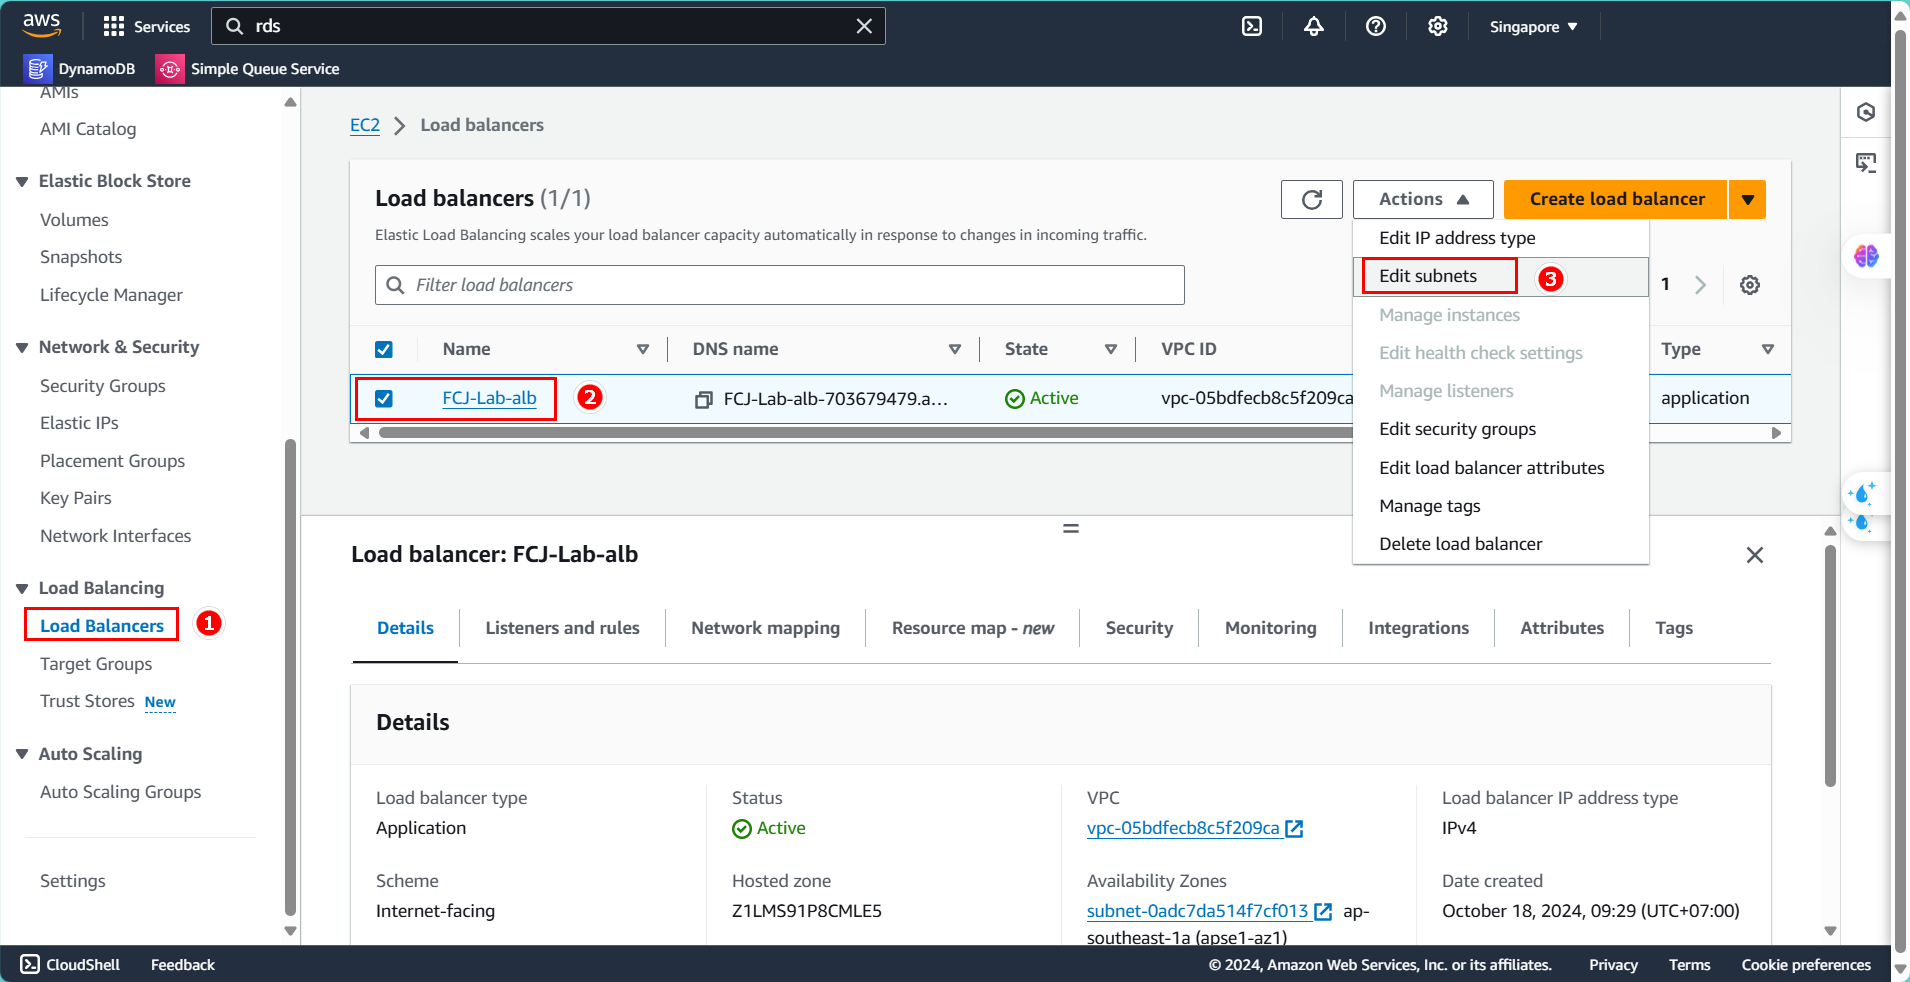 aws
Services
rds
Singapore
DynamoDB
Simple Queue Service
AMIs
AMI Catalog
Elastic Block Store
Volumes
Snapshots
Lifecycle Manager
Network & Security
Security Groups
Elastic IPs
Placement Groups
Key Pairs
Network Interfaces
Load Balancing
Load Balancers
1
Target Groups
Trust Stores New
Auto Scaling
Auto Scaling Groups
Settings
EC2 > Load balancers
Load balancers (1/1)
Elastic Load Balancing scales your load balancer capacity automatically in response to changes in incoming traffic.
Actions
Create load balancer
Filter load balancers
1
Edit IP address type
Edit subnets
3
Manage instances
Edit health check settings
Manage listeners
Edit security groups
Edit load balancer attributes
Manage tags
Delete load balancer
Name DNS name State VPC ID Type
FCJ-Lab-alb 2 FCJ-Lab-alb-703679479.a... Active vpc-05bdfecb8c5f209ca application
Load balancer: FCJ-Lab-alb
Details Listeners and rules Network mapping Resource map - new Security Monitoring Integrations Attributes Tags
Details
Load balancer type
Application
Status
Active
VPC
vpc-05bdfecb8c5f209ca
Load balancer IP address type
IPv4
Scheme
Internet-facing
Hosted zone
Z1LMS91P8CMLE5
Availability Zones
subnet-0adc7da514f7cf013 ap-
southeast-1a (apse1-az1)
Date created
October 18, 2024, 09:29 (UTC+07:00)
CloudShell Feedback © 2024, Amazon Web Services, Inc. or its affiliates. Privacy Terms Cookie preferences